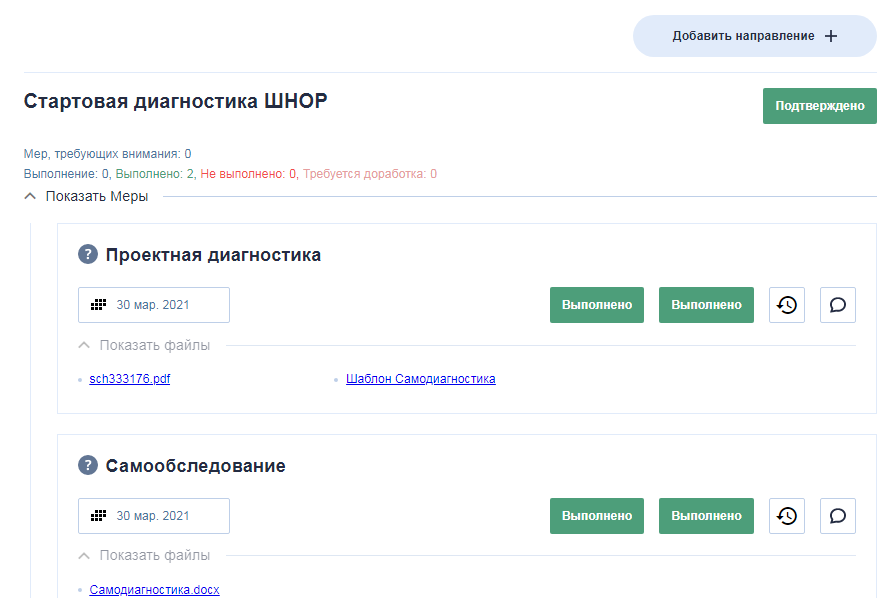 Добавить направление +
Стартовая диагностика ШНОР
Подтверждено
Мер, требующих внимания: 0
Выполнение: 0, Выполнено: 2, Не выполнено: 0, Требуется доработка: 0
Показать Меры
? Проектная диагностика
30 мар. 2021 Выполнено Выполнено
Показать файлы
sch333176.pdf Шаблон Самодиагностика
? Самообследование
30 мар. 2021 Выполнено Выполнено
Показать файлы
Самодиагностика.docx